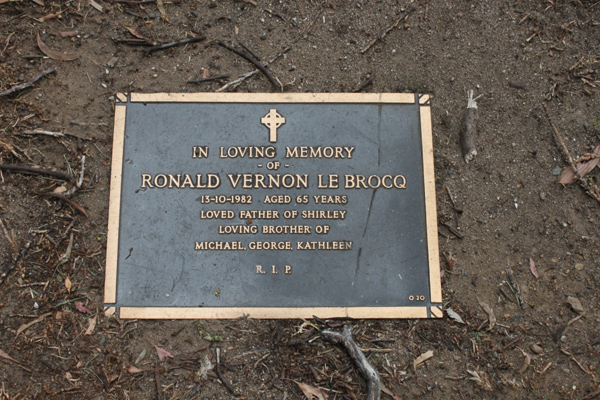 IN LOVING MEMORY
- OF -
RONALD VERNON LE BROCQ
13-10-1982 AGED 65 YEARS
LOVED FATHER OF SHIRLEY
LOVING BROTHER OF
MICHAEL, GEORGE, KATHLEEN
R. I. P.
O 20